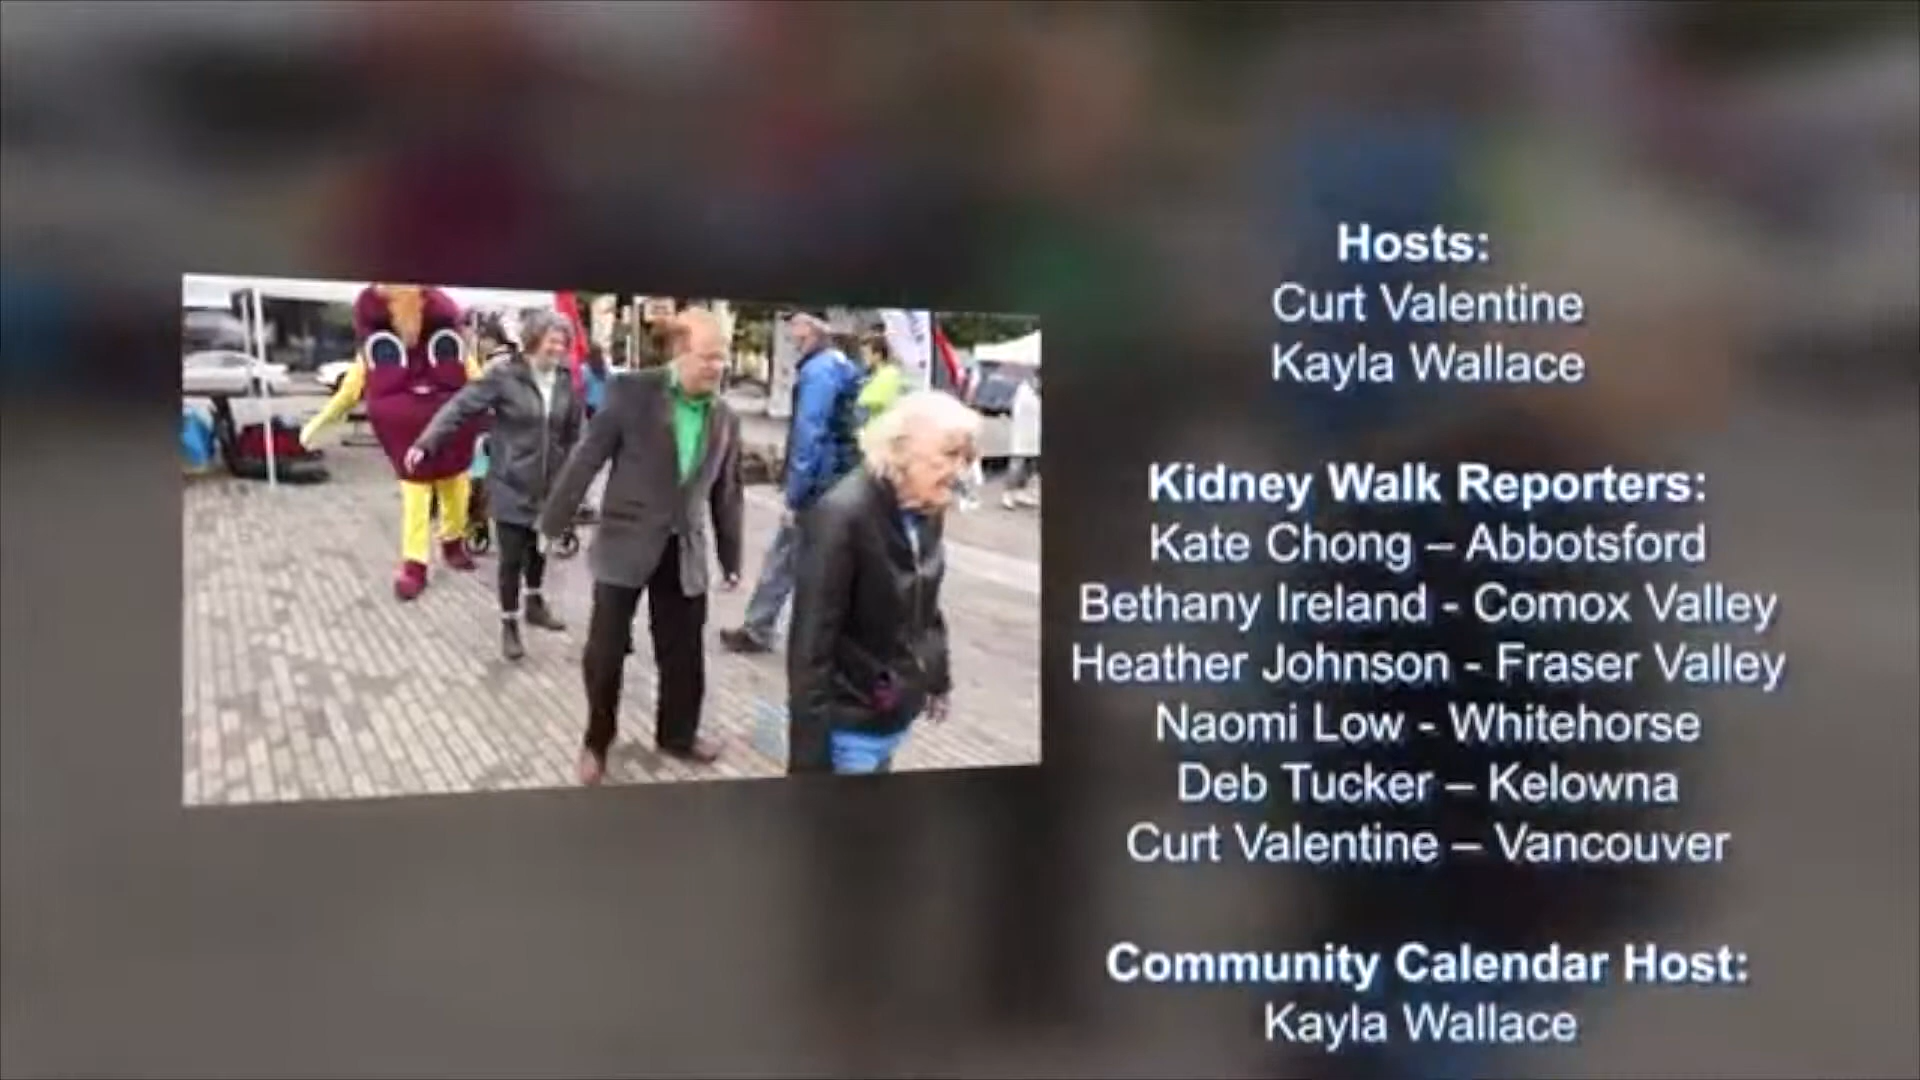 Hosts:
Curt Valentine
Kayla Wallace
Kidney Walk Reporters:
Kate Chong – Abbotsford
Bethany Ireland - Comox Valley
Heather Johnson - Fraser Valley
Naomi Low - Whitehorse
Deb Tucker – Kelowna
Curt Valentine – Vancouver
Community Calendar Host:
Kayla Wallace